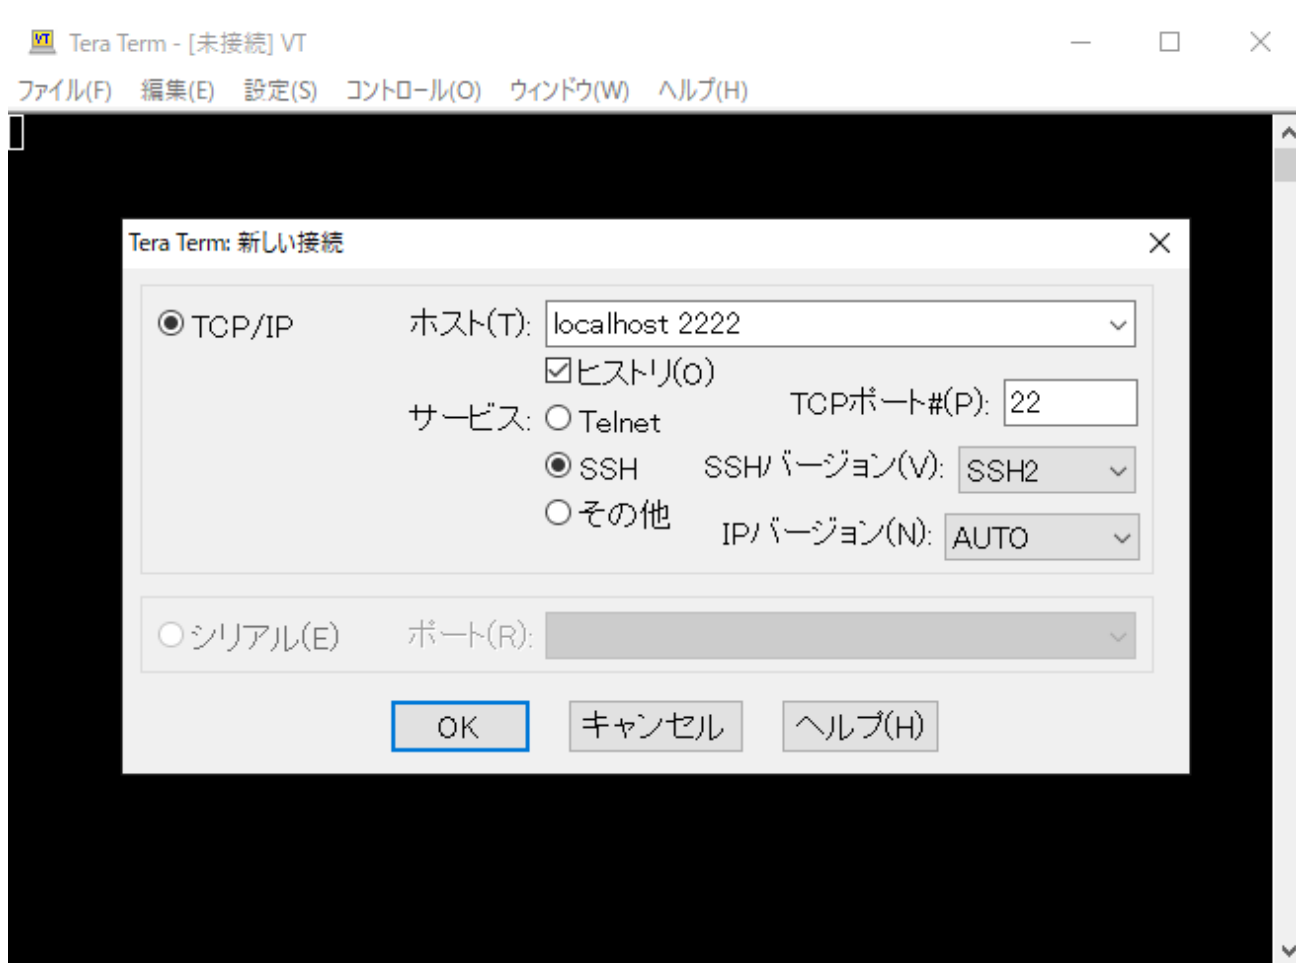 VT Tera Term - [未接続] VT
ファイル(F) 編集(E) 設定(S) コントロール(O) ウィンドウ(W) ヘルプ(H)
Tera Term: 新しい接続
TCP/IP ホスト(T): localhost 2222
ヒストリ(O)
サービス: Telnet TCPポート#(P): 22
SSH SSHバージョン(V): SSH2
その他 IPバージョン(N): AUTO
シリアル(E) ポート(R):
OK キャンセル ヘルプ(H)